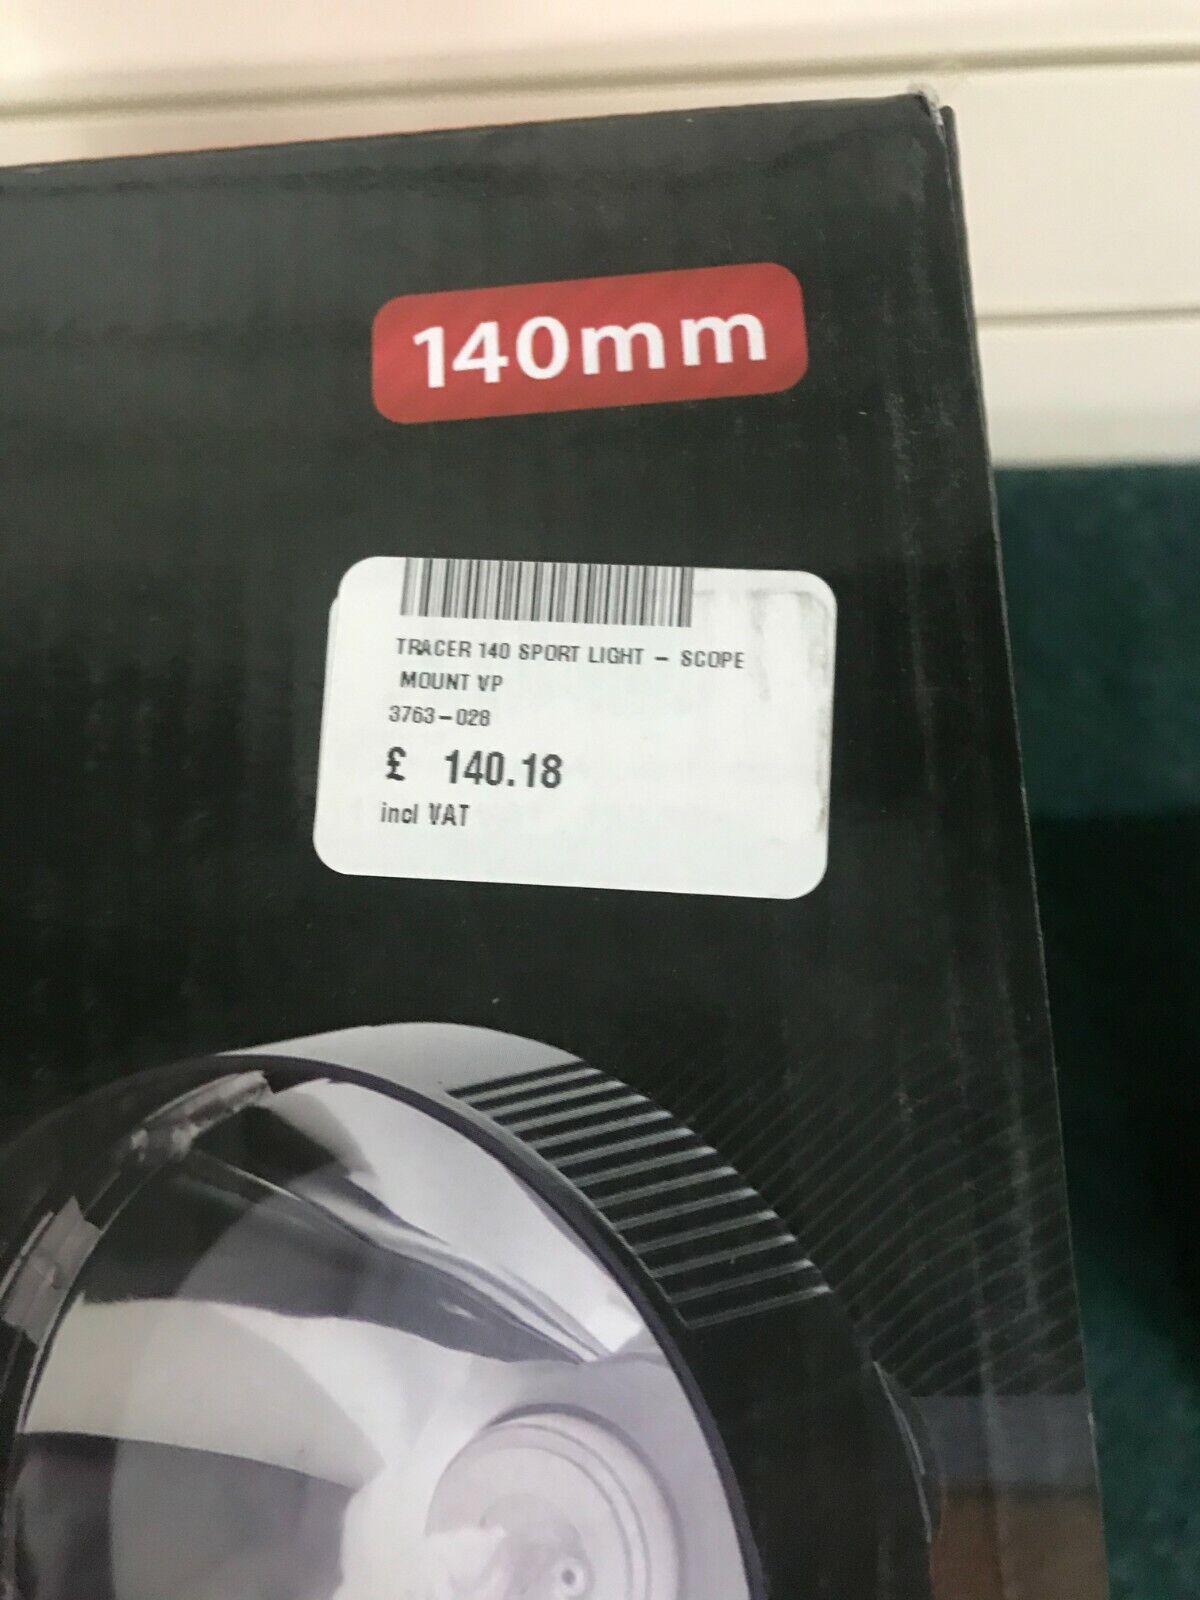 140mm
TRACER 140 SPORT LIGHT - SCOPE
MOUNT VP
3763-028
£ 140.18
incl VAT